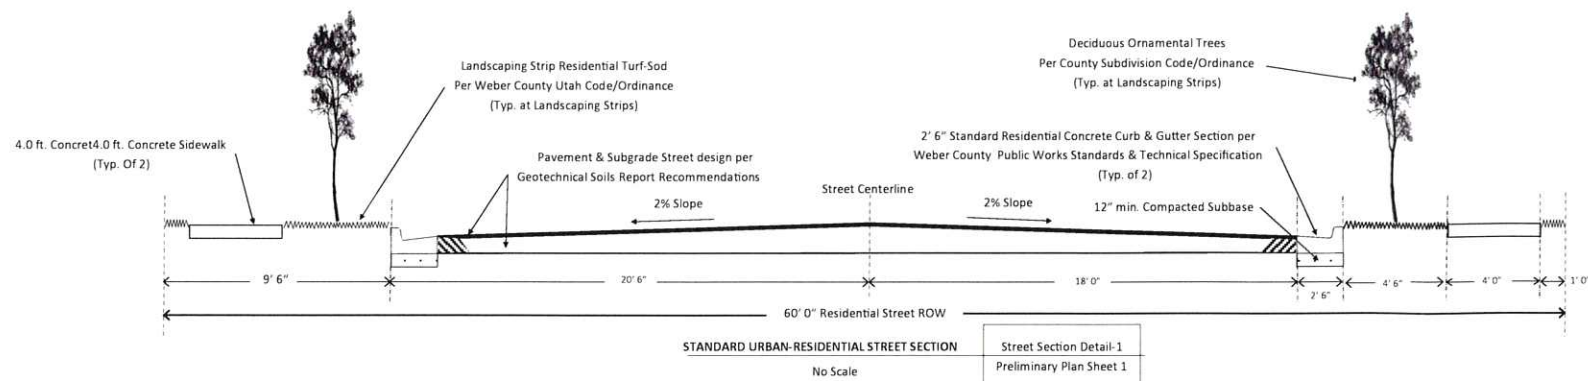 Landscaping Strip Residential Turf-Sod
Per Weber County Utah Code/Ordinance
(Typ. at Landscaping Strips)
Deciduous Ornamental Trees
Per County Subdivision Code/Ordinance
(Typ. at Landscaping Strips)
4.0 ft. Concret4.0 ft. Concrete Sidewalk
(Typ. Of 2)
Pavement & Subgrade Street design per
Geotechnical Soils Report Recommendations
2' 6" Standard Residential Concrete Curb & Gutter Section per
Weber County Public Works Standards & Technical Specification
(Typ. of 2)
Street Centerline
2% Slope
2% Slope
12" min. Compacted Subbase
9' 6"
20' 6"
18' 0"
2' 6"
4' 6"
4' 0"
1' 0"
60' 0" Residential Street ROW
STANDARD URBAN-RESIDENTIAL STREET SECTION
No Scale
Street Section Detail-1
Preliminary Plan Sheet 1